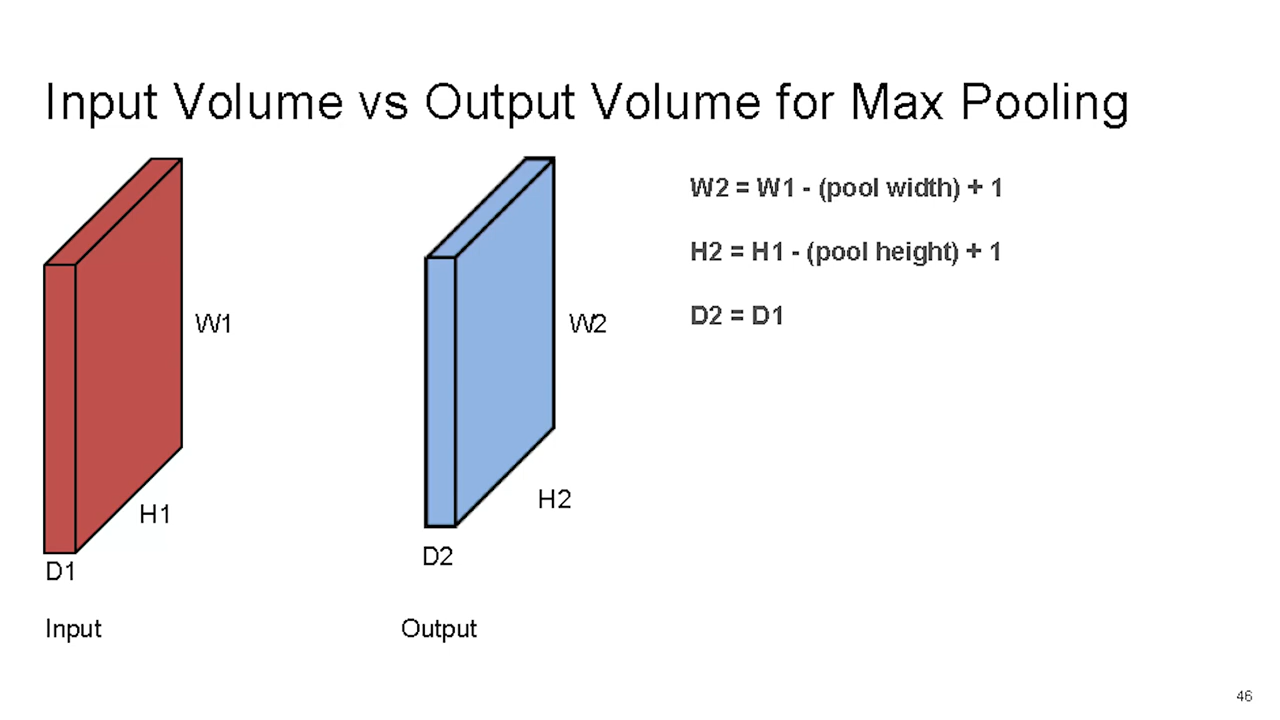 Input Volume vs Output Volume for Max Pooling
W2 = W1 - (pool width) + 1
H2 = H1 - (pool height) + 1
D2 = D1
W1
H1
D1
Input
W2
H2
D2
Output
46